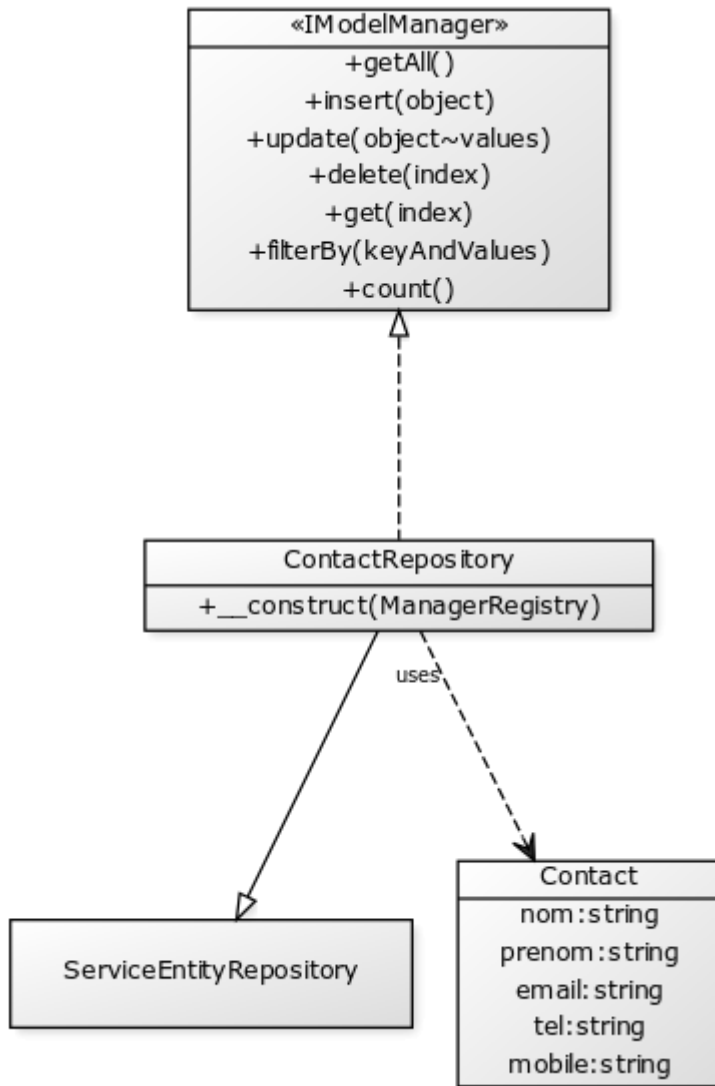 «IModelManager»
+getAll()
+insert(object)
+update(object~values)
+delete(index)
+get(index)
+filterBy(keyAndValues)
+count()
ContactRepository
+__construct(ManagerRegistry)
uses
Contact
nom:string
prenom:string
email:string
tel:string
mobile:string
ServiceEntityRepository